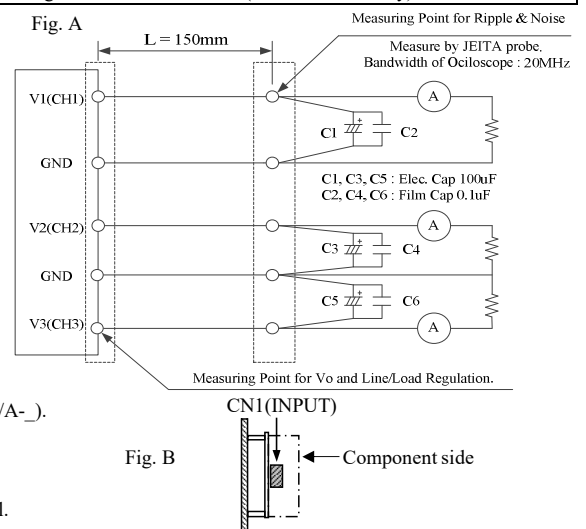 Fig. A
Measuring Point for Ripple & Noise
L = 150mm
Measure by JEITA probe,
Bandwidth of Ociloscope : 20MHz
V1(CH1)
A
C1
+
C2
GND
C1, C3, C5 : Elec. Cap 100uF
C2, C4, C6 : Film Cap 0.1uF
V2(CH2)
A
C3
+
C4
GND
C5
+
C6
V3(CH3)
A
Measuring Point for Vo and Line/Load Regulation.
/A-_).
CN1(INPUT)
Fig. B
Component side
l.